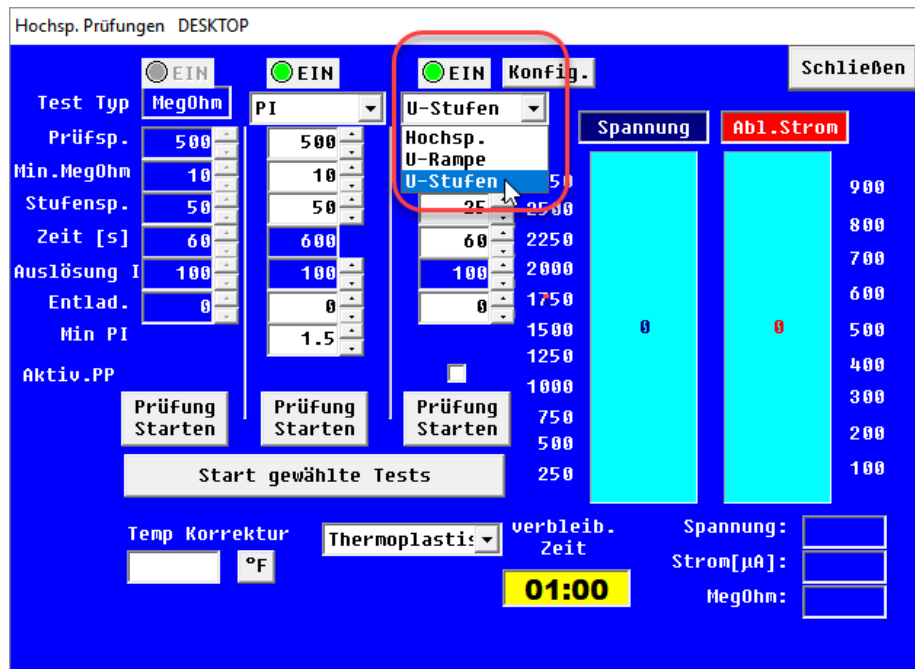 Hochsp. Prüfungen DESKTOP
EIN EIN EIN Konfig. Schließen
Test Typ MegOhm PI U-Stufen
Hochsp.
U-Rampe
U-Stufen
Spannung Abl.Strom
Prüfsp. 500 500
Min.MegOhm 10 10
Stufensp. 50 50 25
Zeit [s] 60 600 60
Auslösung I 100 100 100
Entlad. 0 0 0
Min PI 1.5
Aktiv.PP
2500
2250
2000
1750
1500
1250
1000
750
500
250
0
0
900
800
700
600
500
400
300
200
100
Prüfung Starten
Prüfung Starten
Prüfung Starten
Start gewählte Tests
Temp Korrektur
°F
verbleib.
Zeit
01:00
Spannung:
Strom[µA]:
MegOhm: